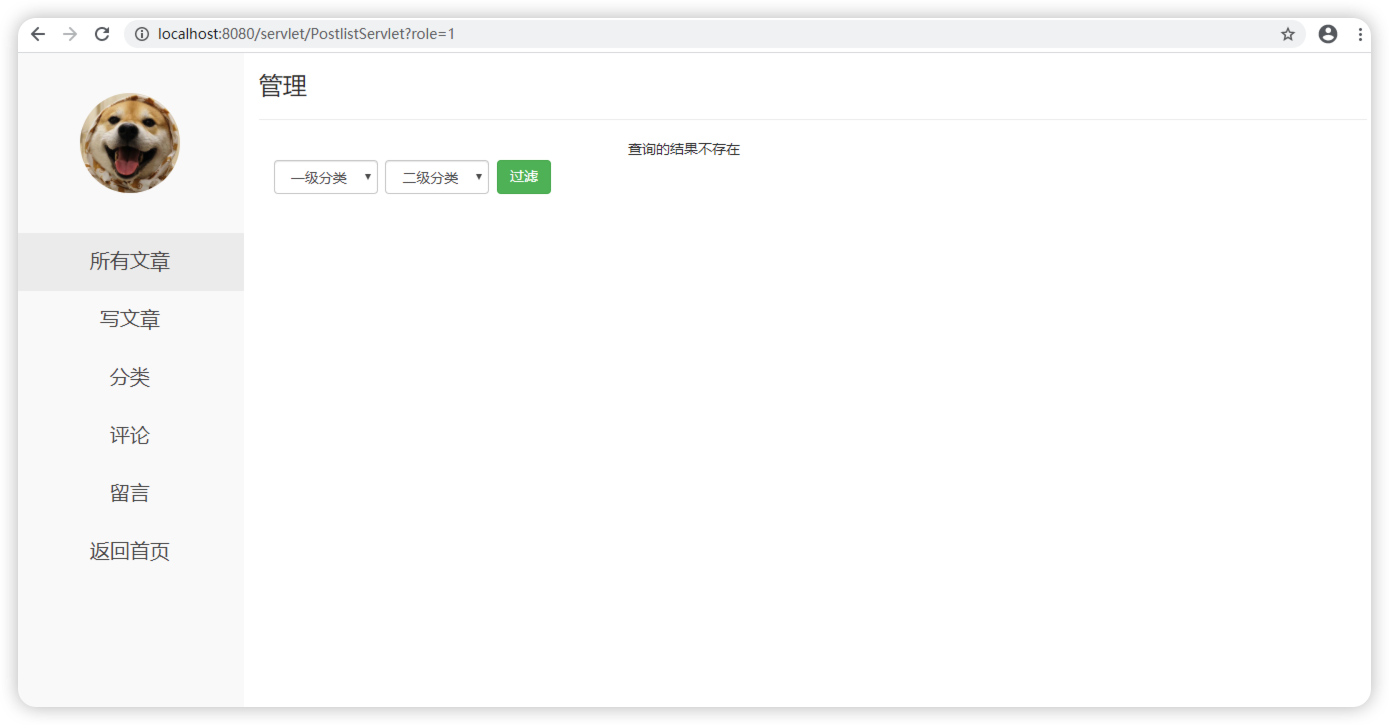 localhost:8080/servlet/PostlistServlet?role=1
管理
查询的结果不存在
一级分类 二级分类 过滤
所有文章
写文章
分类
评论
留言
返回首页